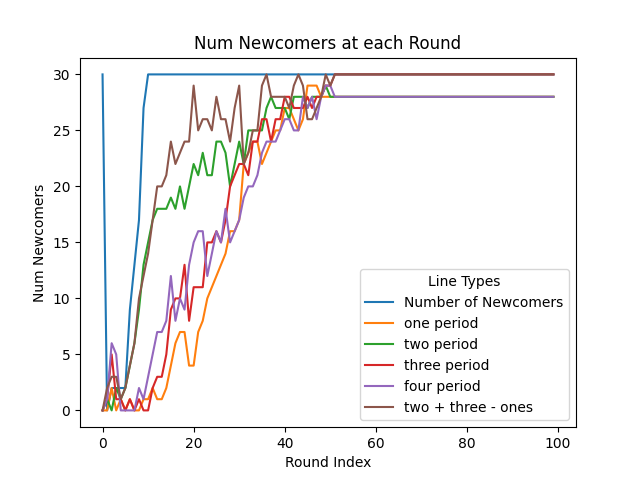 Num Newcomers at each Round
Num Newcomers
30
25
20
15
10
5
0
Line Types
Number of Newcomers
one period
two period
three period
four period
two + three - ones
0
20
40
60
80
100
Round Index